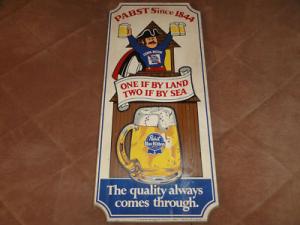 PABST Since 1844
ONE IF BY LAND
TWO IF BY SEA
Pabst
Blue Ribbon
The quality always
comes through.